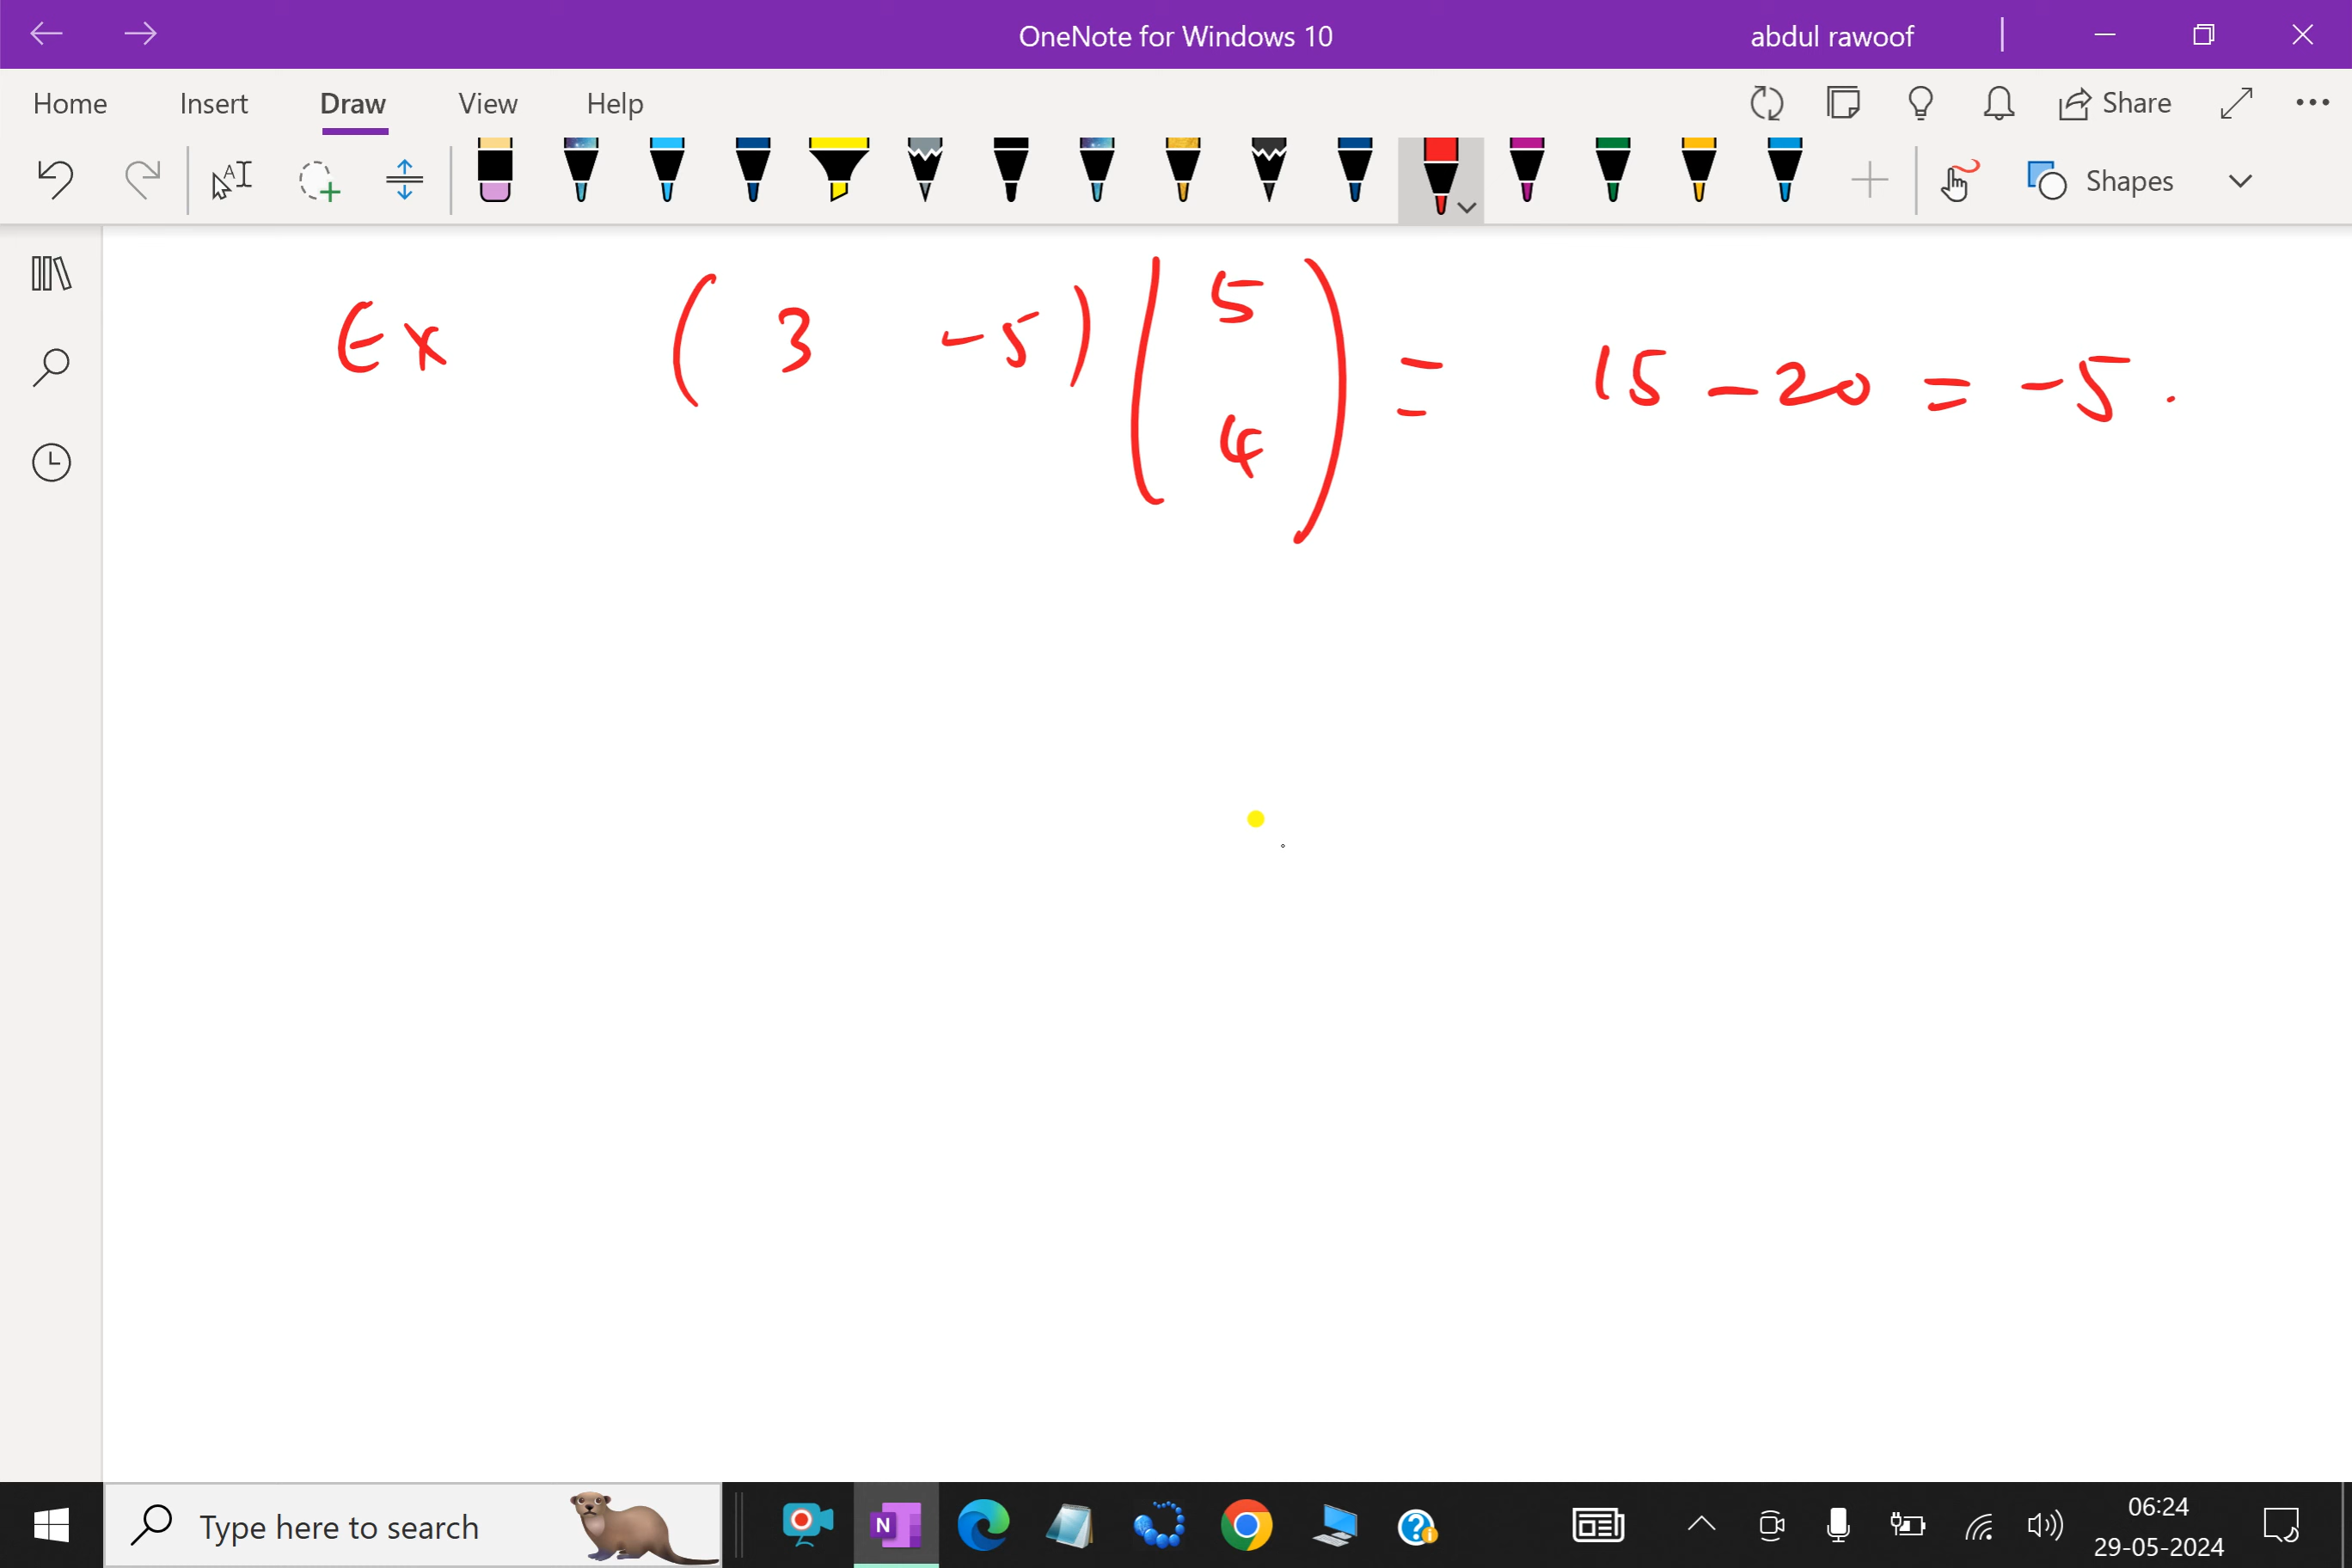 OneNote for Windows 10 abdul rawoof
Home Insert Draw View Help Share
Shapes
Ex ( 3 -5 ) ( 5 4 ) = 15 - 20 = -5 .
Type here to search
06:24
29-05-2024